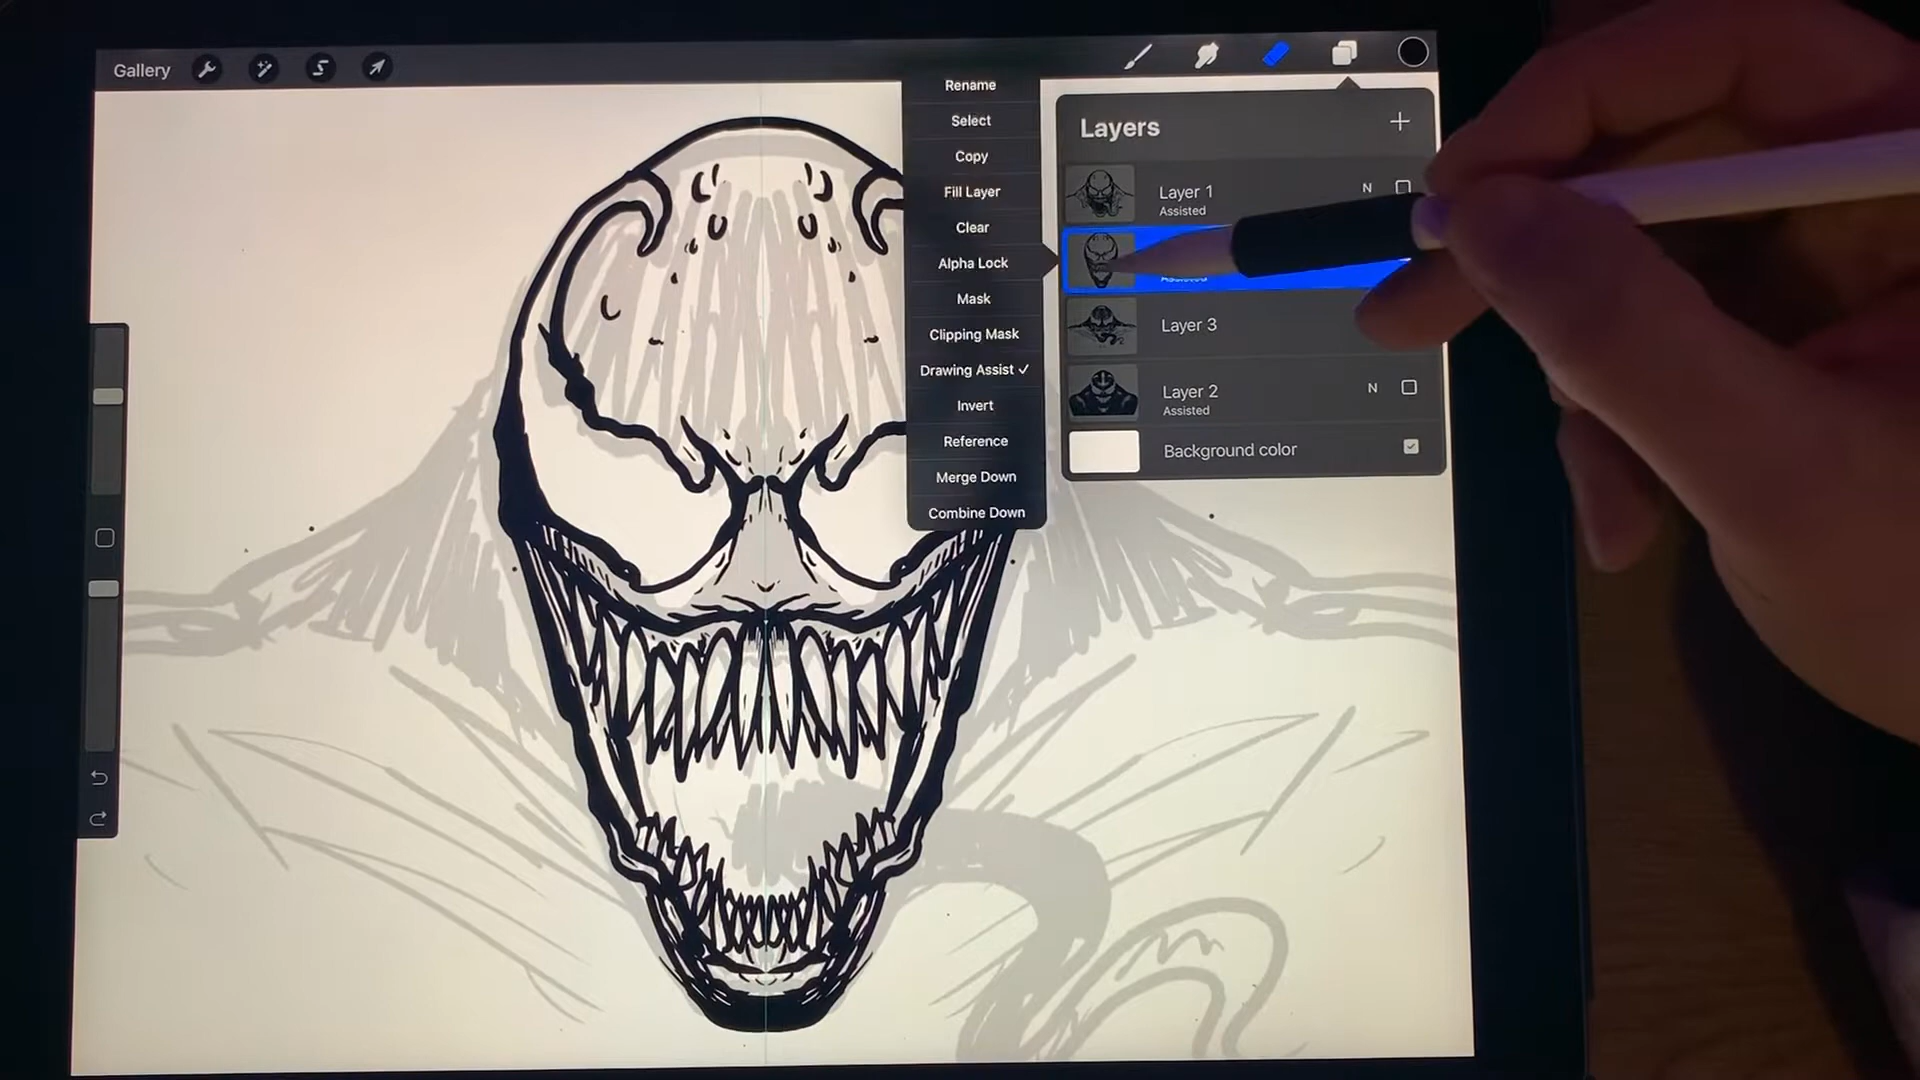 Gallery
Rename
Select
Copy
Fill Layer
Clear
Alpha Lock
Mask
Clipping Mask
Drawing Assist ✓
Invert
Reference
Merge Down
Combine Down
Layers
Layer 1
N
Assisted
Assisted
Layer 3
Layer 2
N
Assisted
Background color